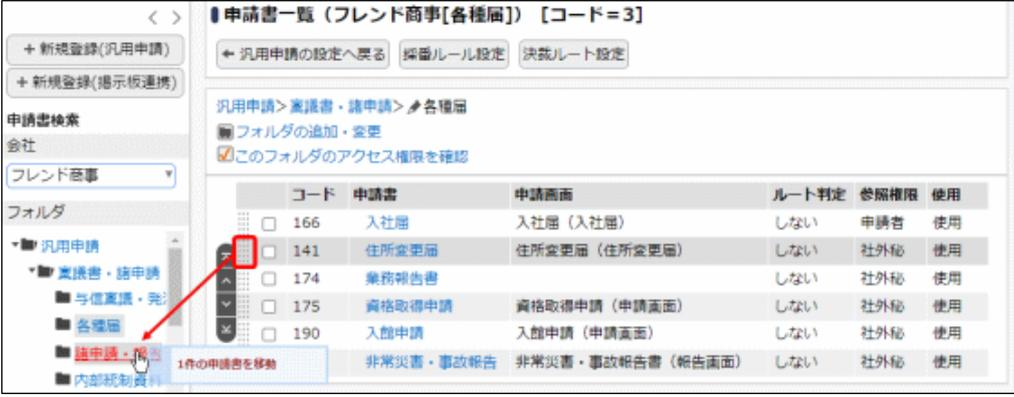 < >
+ 新規登録(汎用申請)
+ 新規登録(掲示板連携)
申請書検索
会社
フレンド商事
フォルダ
汎用申請
稟議書・諸申請
与信稟議・発
各種届
諸申請・報告
内部統制資料
申請書一覧（フレンド商事[各種届]） [コード=3]
← 汎用申請の設定へ戻る 採番ルール設定 決裁ルート設定
汎用申請> 稟議書・諸申請> 各種届
フォルダの追加・変更
このフォルダのアクセス権限を確認
コード 申請書 申請画面 ルート判定 参照権限 使用
166 入社届 入社届（入社届） しない 申請者 使用
141 住所変更届 住所変更届（住所変更届） しない 社外秘 使用
174 業務報告書 しない 社外秘 使用
175 資格取得申請 資格取得申請（申請画面） しない 社外秘 使用
190 入館申請 入館申請（申請画面） しない 社外秘 使用
非常災害・事故報告 非常災害・事故報告書（報告画面） しない 社外秘 使用
1件の申請書を移動